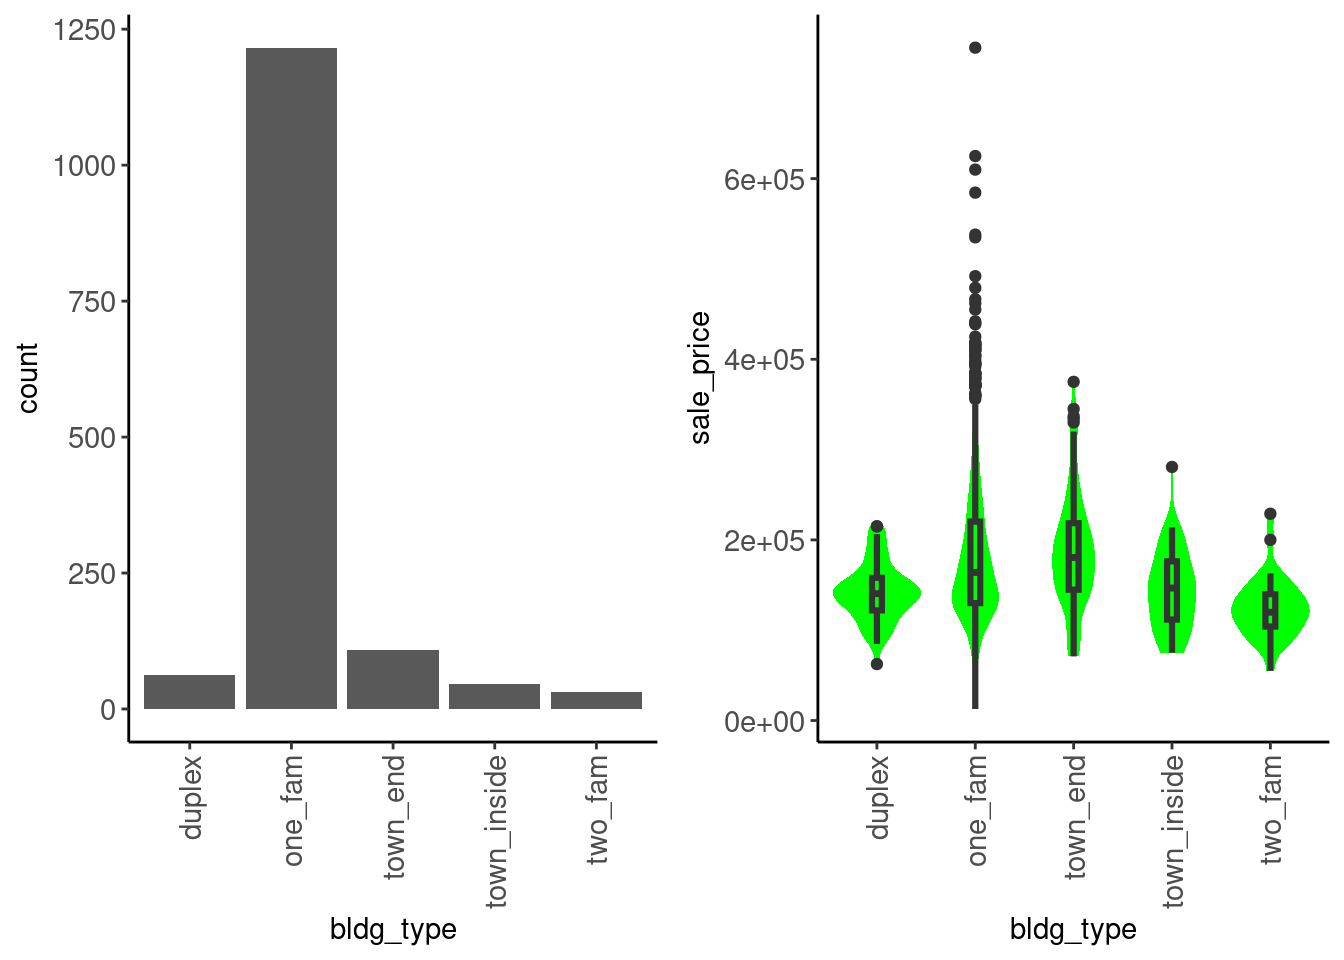 count
1250
1000
750
500
250
0
duplex
one_fam
town_end
town_inside
two_fam
bldg_type
sale_price
6e+05
4e+05
2e+05
0e+00
duplex
one_fam
town_end
town_inside
two_fam
bldg_type